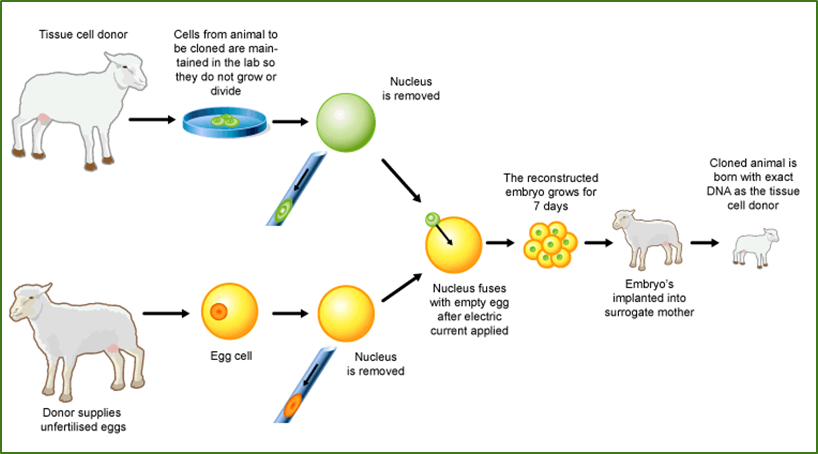 Tissue cell donor
Cells from animal to
be cloned are main-
tained in the lab so
they do not grow or
divide
Nucleus
is removed
The reconstructed
embryo grows for
7 days
Cloned animal is
born with exact
DNA as the tissue
cell donor
Nucleus fuses
with empty egg
after electric
current applied
Embryo's
implanted into
surrogate mother
Egg cell
Nucleus
is removed
Donor supplies
unfertilised eggs